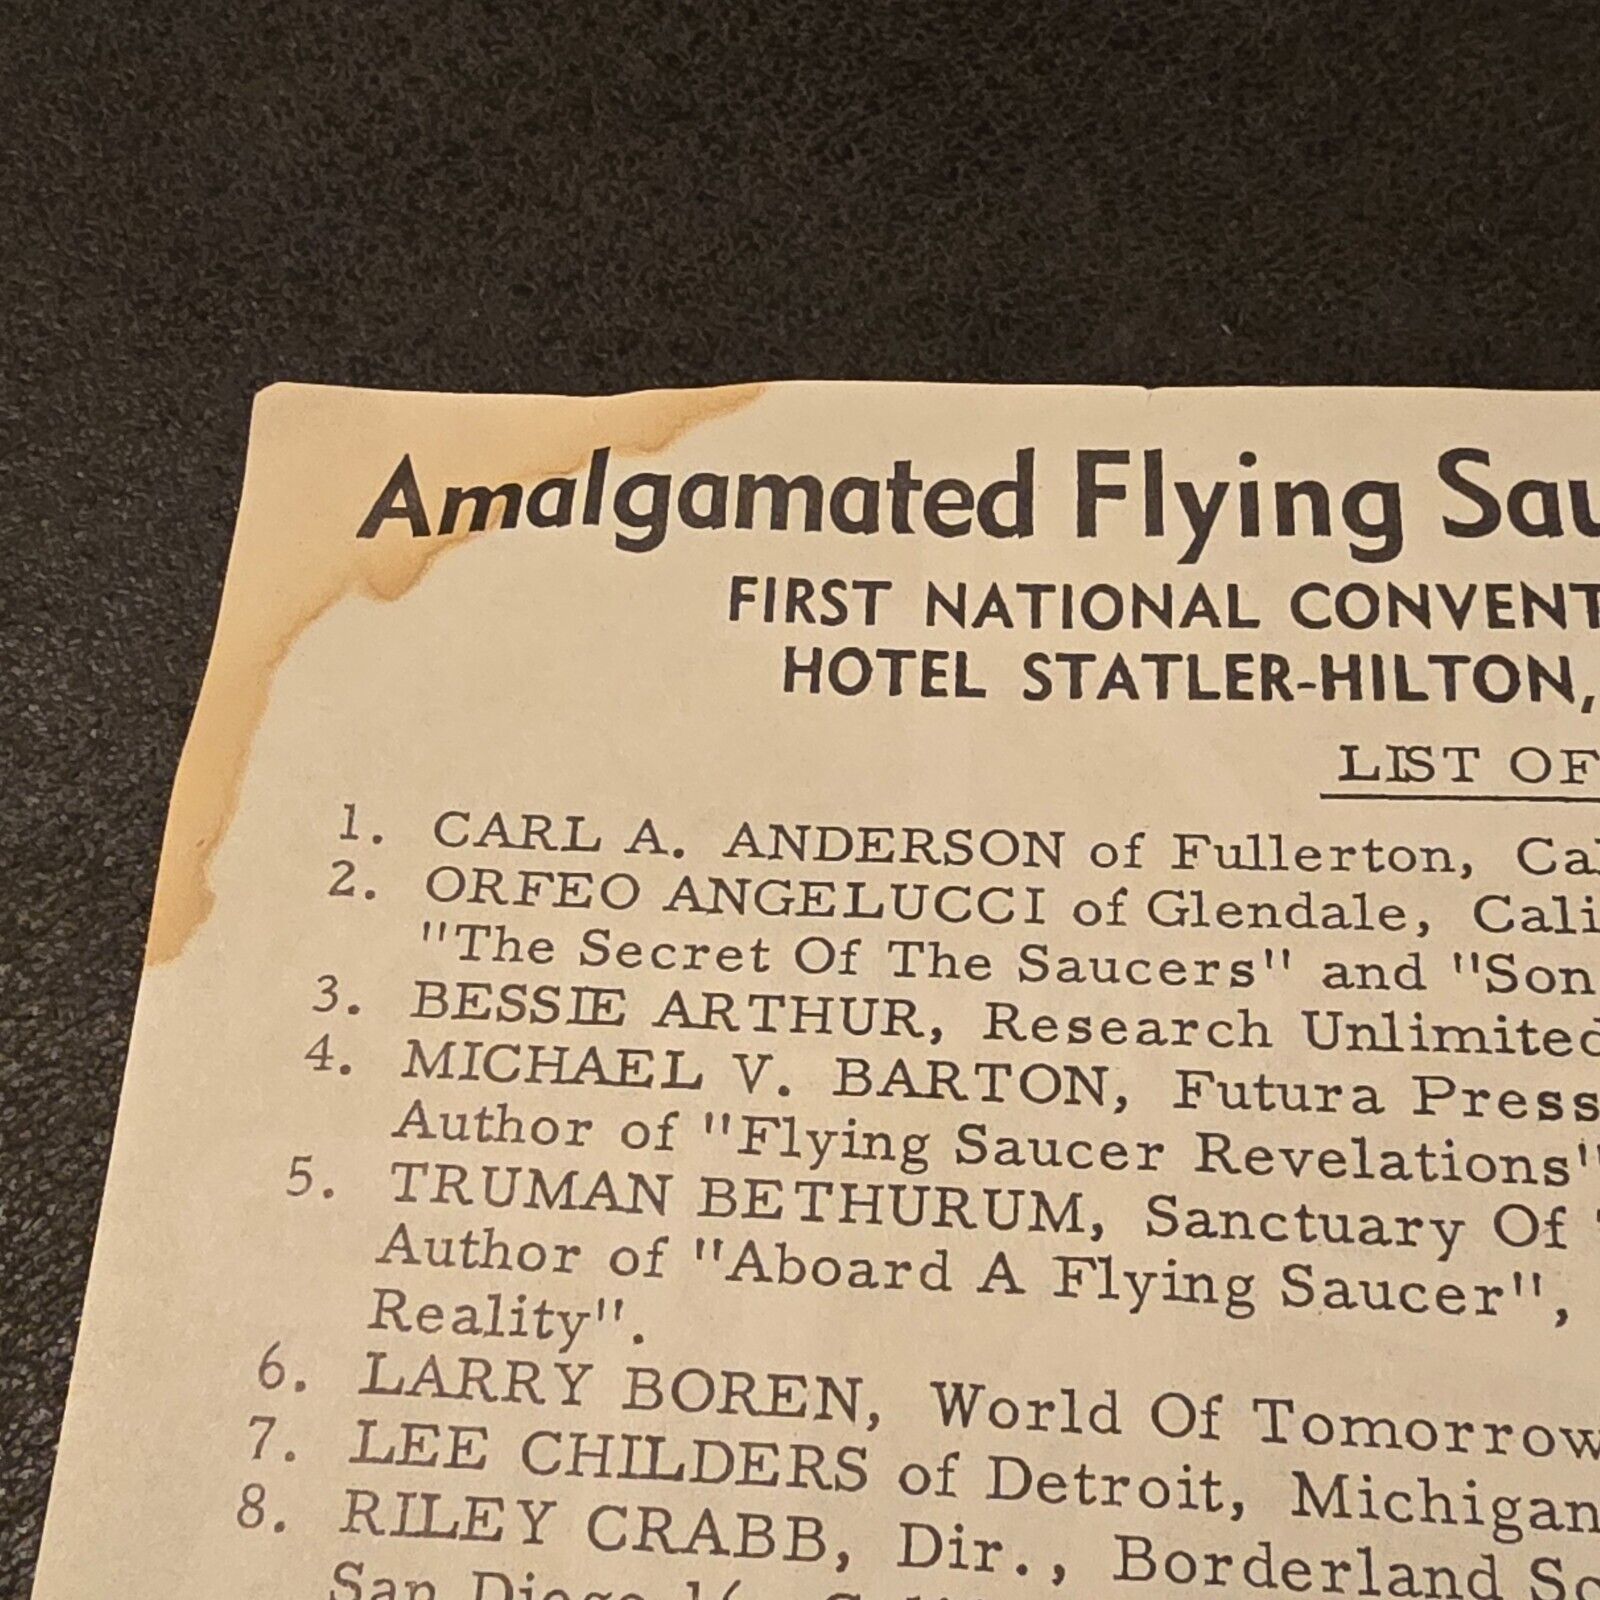 Amalgamated Flying Sau
FIRST NATIONAL CONVENT
HOTEL STATLER-HILTON,
LIST OF
1. CARL A. ANDERSON of Fullerton, Cal
2. ORFEO ANGELUCCI of Glendale, Cali
"The Secret Of The Saucers" and "Son
3. BESSIE ARTHUR, Research Unlimited
4. MICHAEL V. BARTON, Futura Press
Author of "Flying Saucer Revelations"
5. TRUMAN BETHURUM, Sanctuary Of
Author of "Aboard A Flying Saucer",
Reality".
6. LARRY BOREN, World Of Tomorrow
7. LEE CHILDERS of Detroit, Michigan
8. RILEY CRABB, Dir., Borderland Sc
San Diego